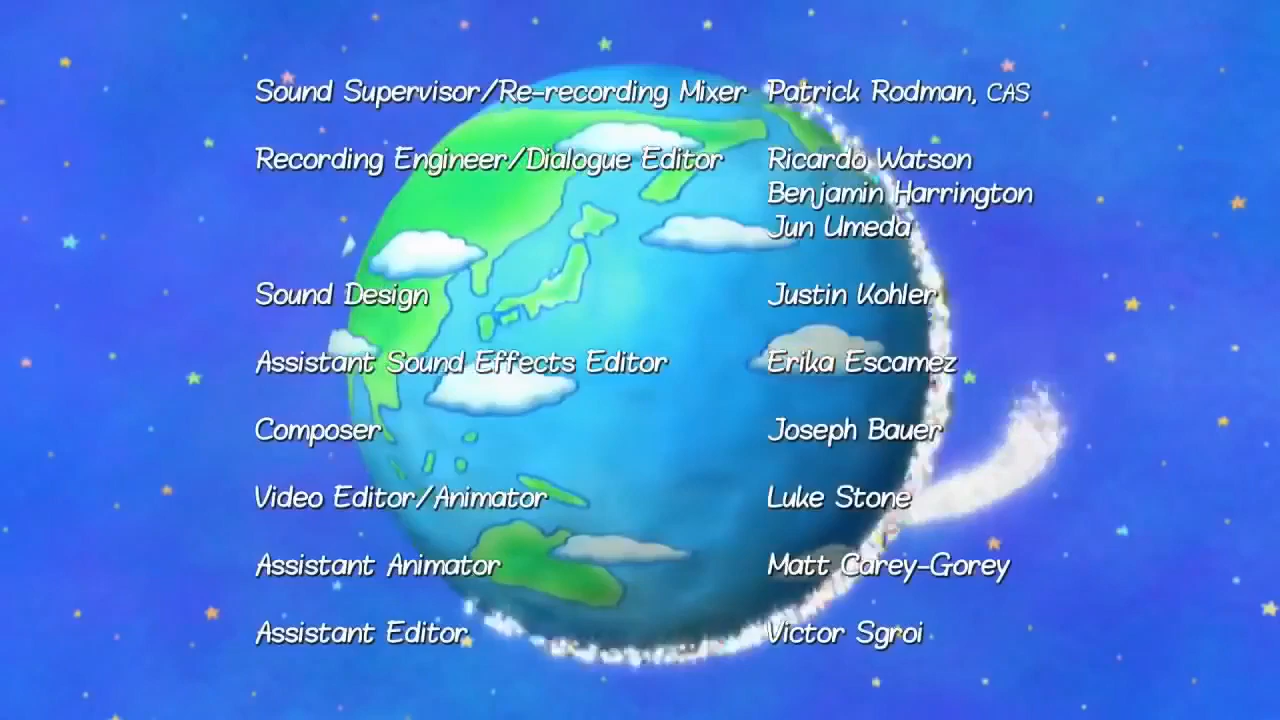 Sound Supervisor/Re-recording Mixer Patrick Rodman, CAS
Recording Engineer/Dialogue Editor Ricardo Watson
Benjamin Harrington
Jun Umeda
Sound Design Justin Kohler
Assistant Sound Effects Editor Erika Escamez
Composer Joseph Bauer
Video Editor/Animator Luke Stone
Assistant Animator Matt Carey-Gorey
Assistant Editor Victor Sgroi